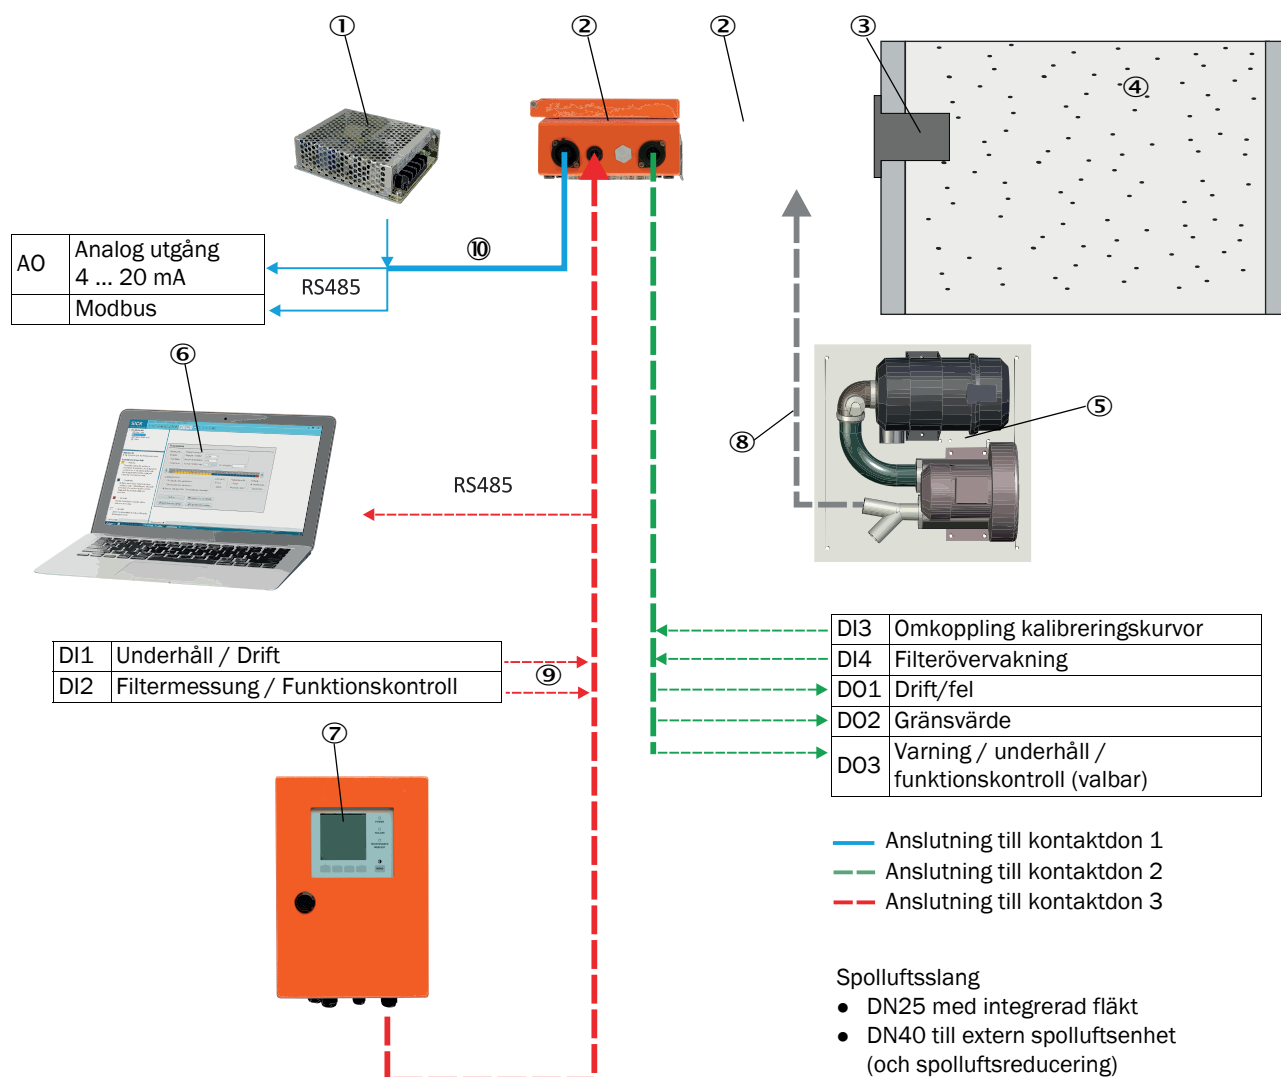 ①
②
②
③
④
AO
Analog utgång
4 ... 20 mA
Modbus
⑩
RS485
⑥
SICK
⑤
⑧
RS485
DI1 Underhåll / Drift
DI2 Filtermessung / Funktionskontroll
⑨
DI3 Omkoppling kalibreringskurvor
DI4 Filterövervakning
DO1 Drift/fel
DO2 Gränsvärde
DO3 Varning / underhåll /
funktionskontroll (valbar)
⑦
Anslutning till kontaktdon 1
Anslutning till kontaktdon 2
Anslutning till kontaktdon 3
Spolluftsslang
● DN25 med integrerad fläkt
● DN40 till extern spolluftsenhet
(och spolluftsreducering)